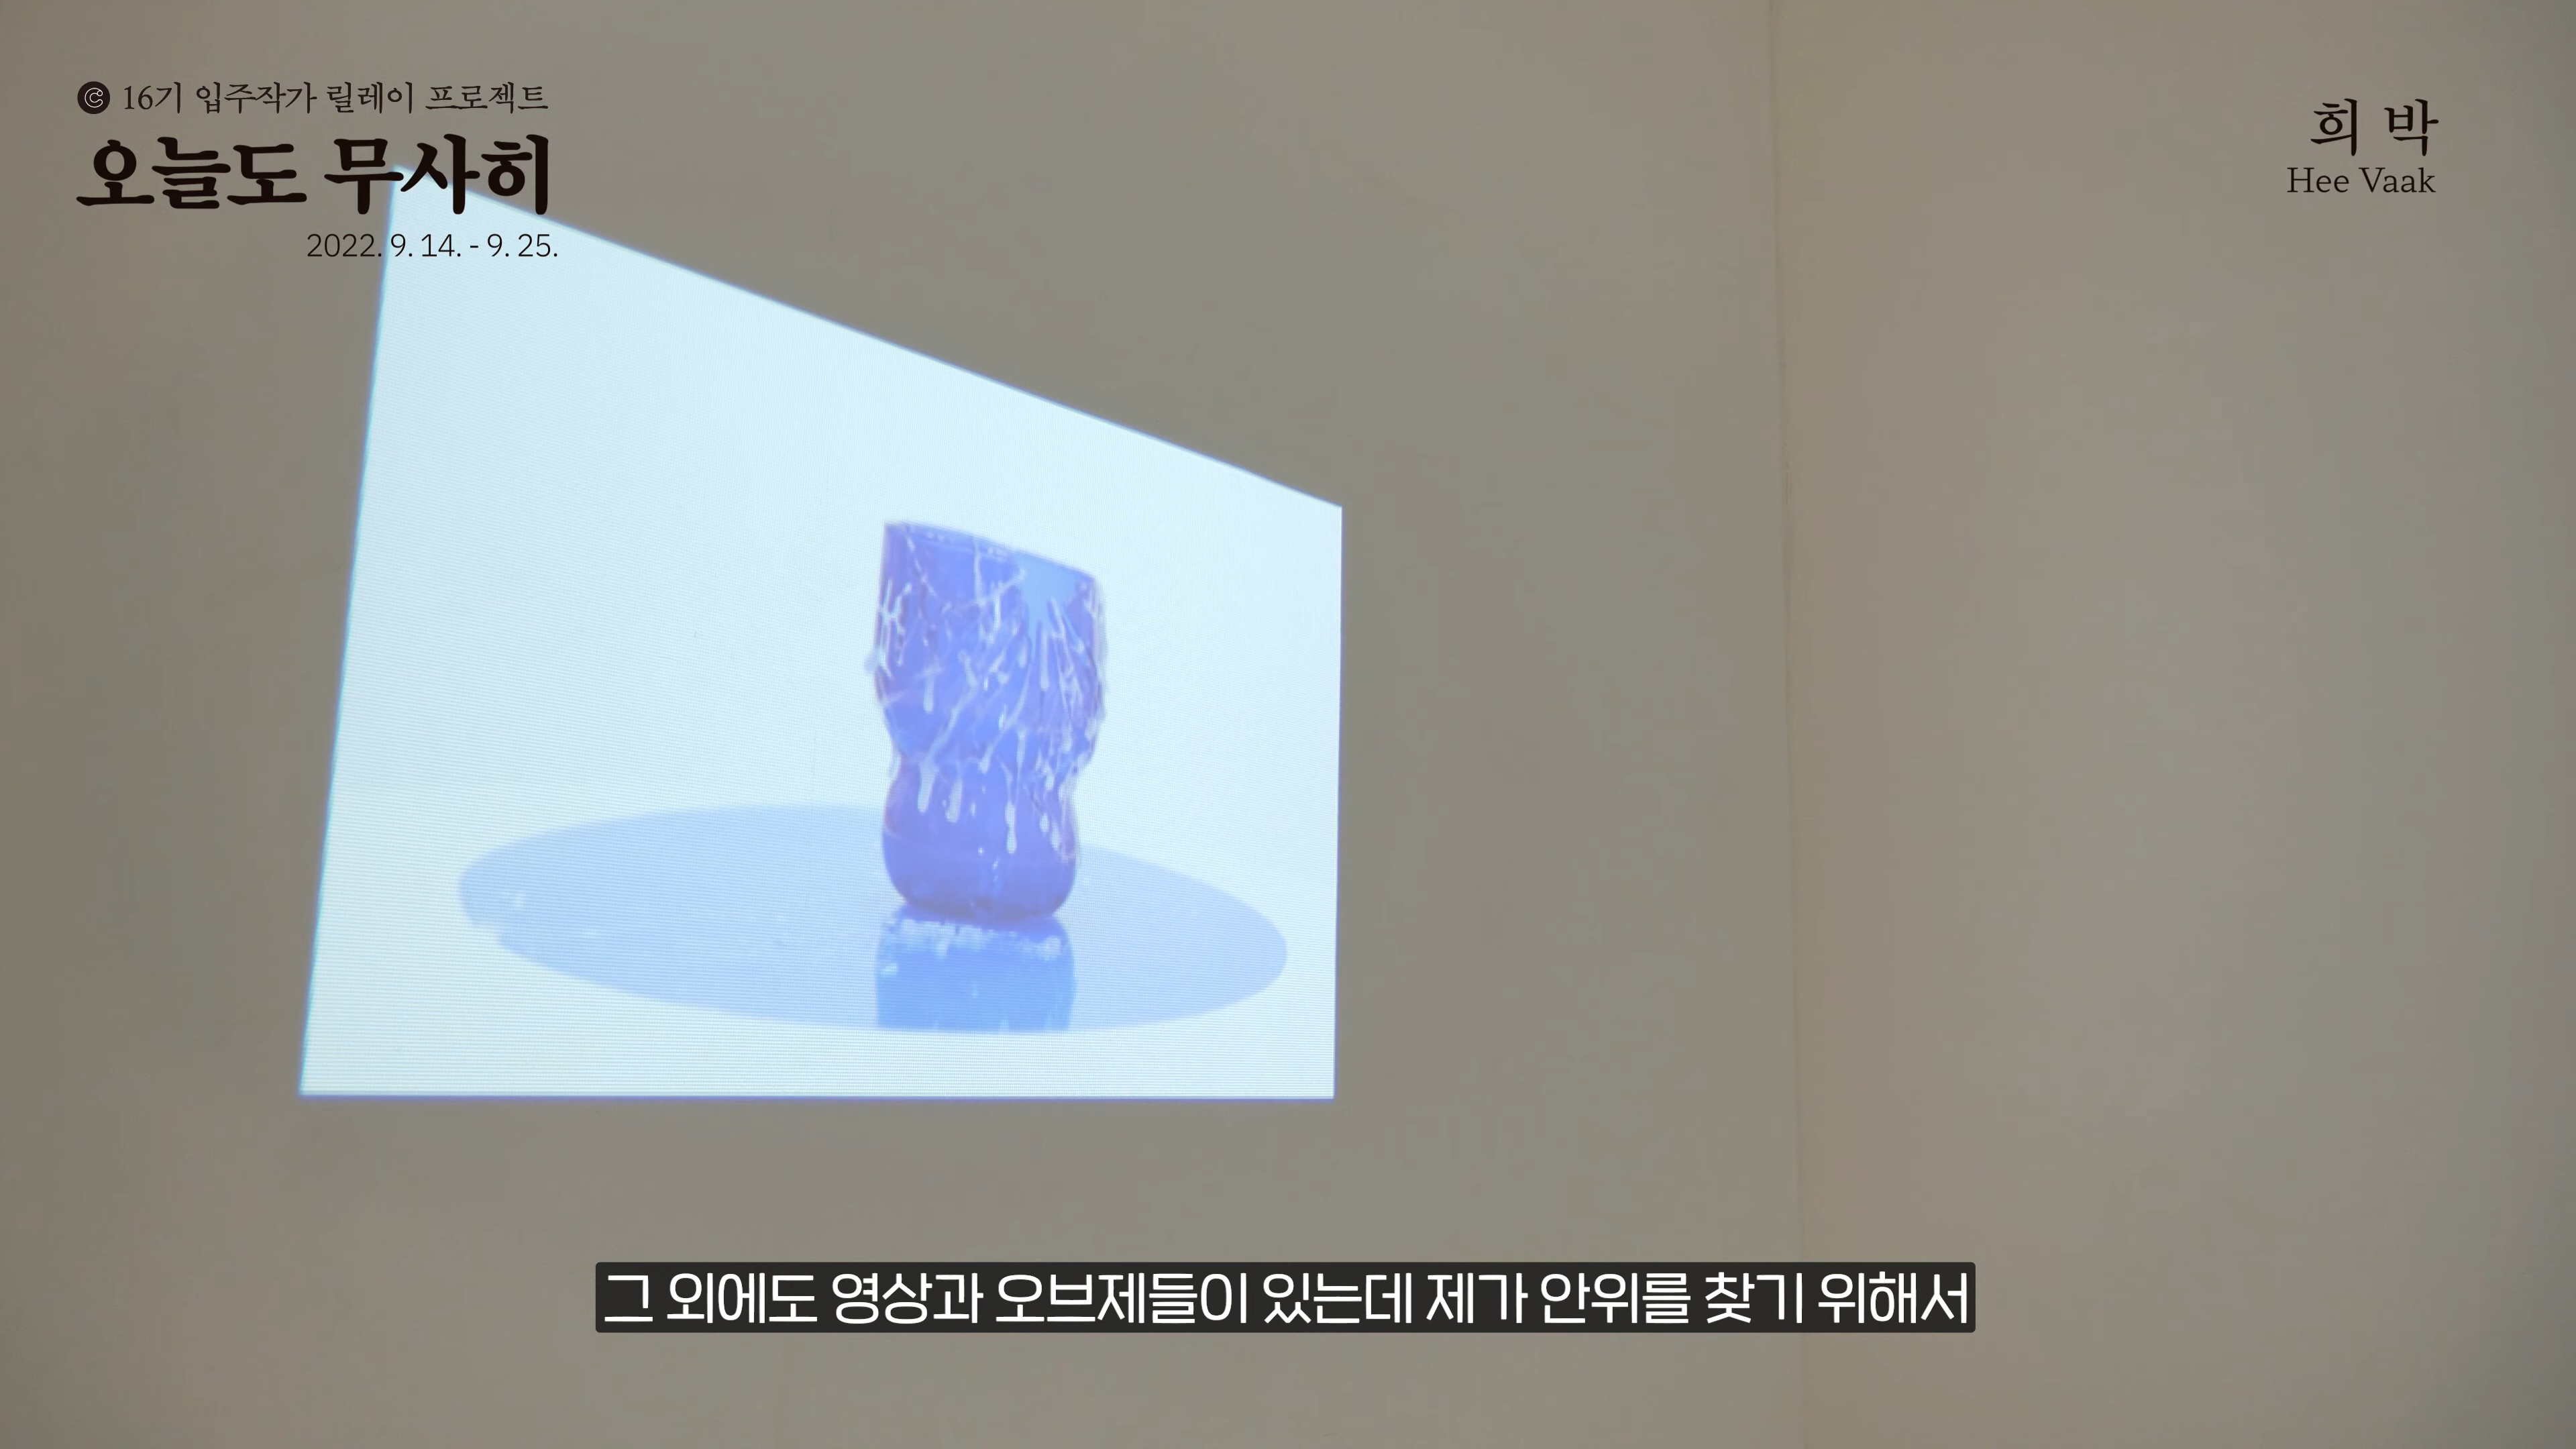 16기 입주작가 릴레이 프로젝트
오늘도 무사히
2022. 9. 14. - 9. 25.
희 박
Hee Vaak
그 외에도 영상과 오브제들이 있는데 제가 안위를 찾기 위해서